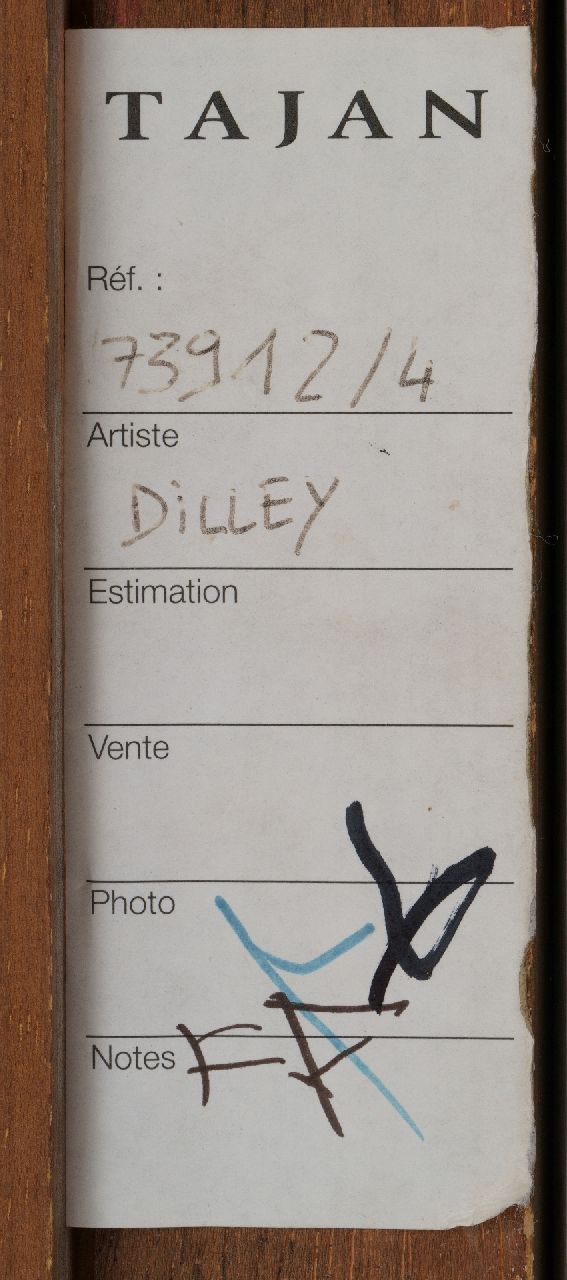 TAJAN
Réf. :
73912/4
Artiste
DiLLEY
Estimation
Vente
Photo
Notes